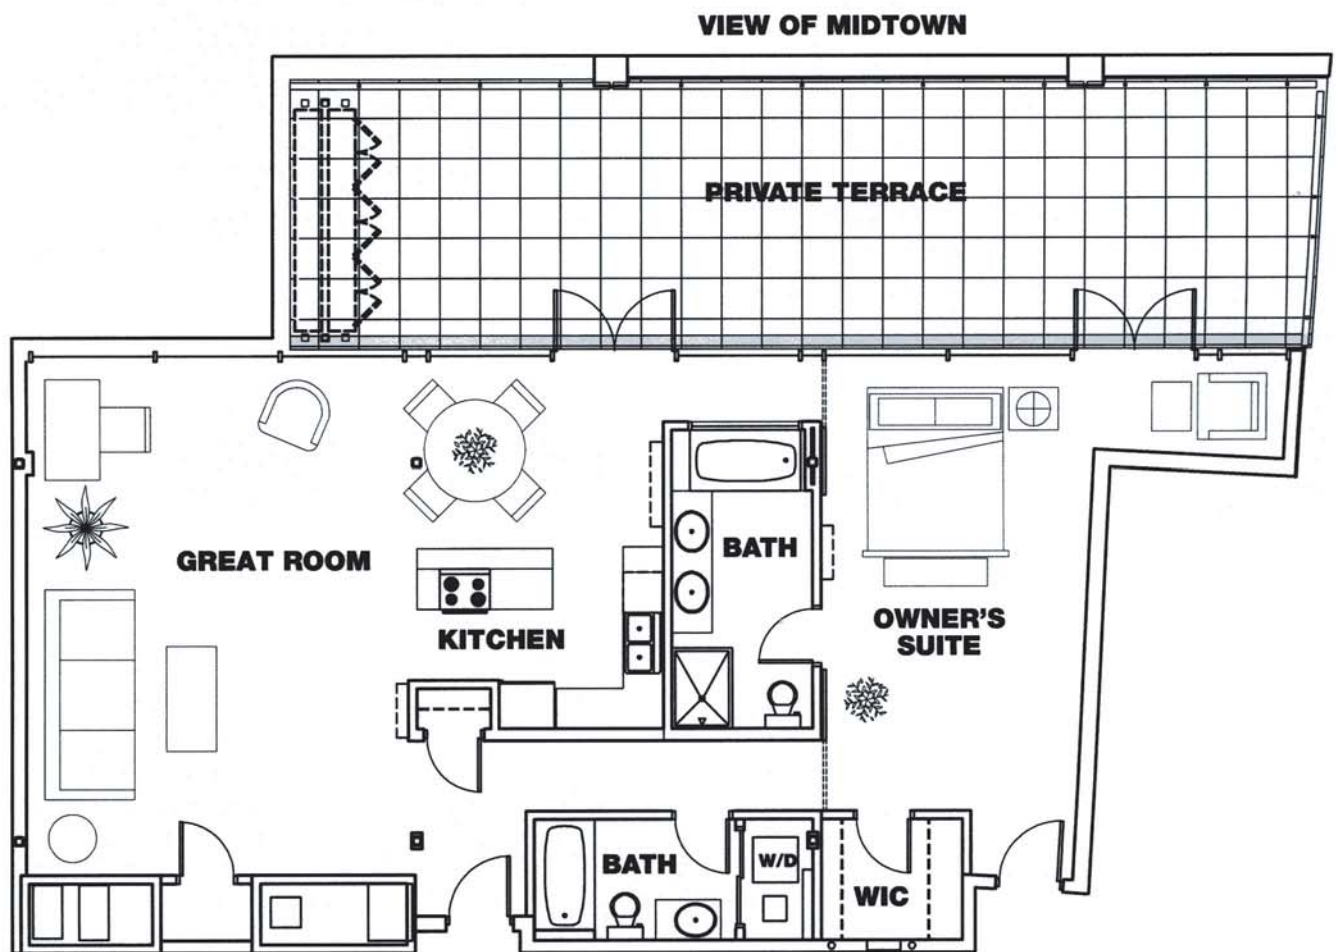 VIEW OF MIDTOWN
PRIVATE TERRACE
GREAT ROOM
BATH
KITCHEN
OWNER'S
SUITE
BATH
W/D
WIC